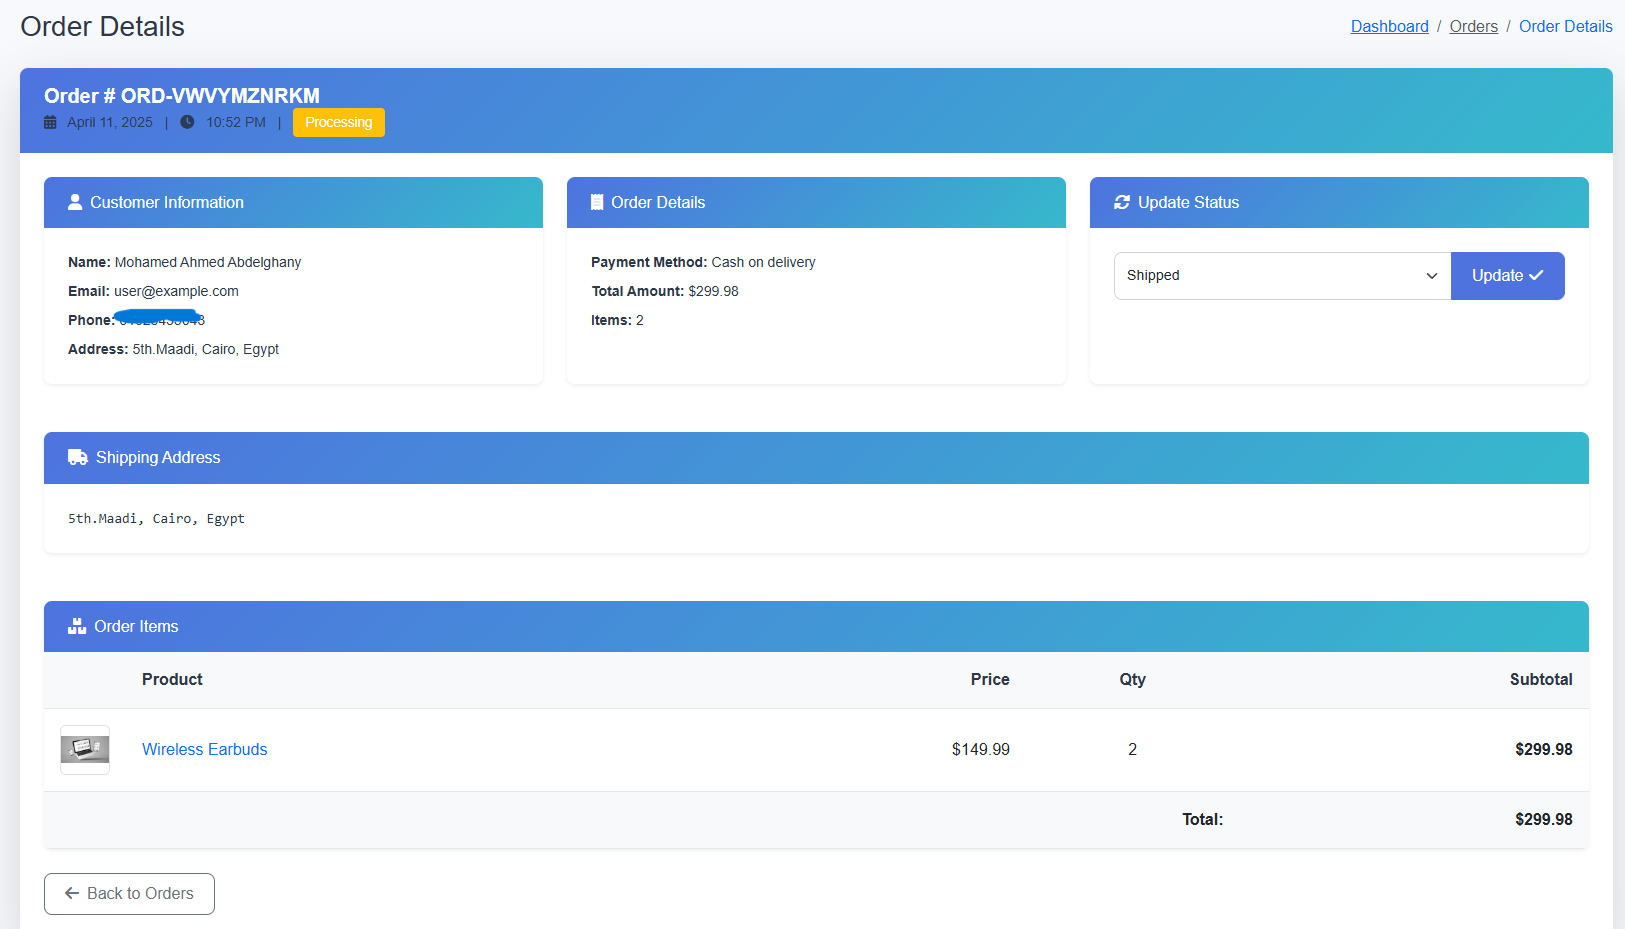 Order Details
Dashboard / Orders / Order Details
Order # ORD-VWVYMZNRKM
April 11, 2025 | 10:52 PM | Processing
Customer Information
Name: Mohamed Ahmed Abdelghany
Email: user@example.com
Phone:
Address: 5th.Maadi, Cairo, Egypt
Order Details
Payment Method: Cash on delivery
Total Amount: $299.98
Items: 2
Update Status
Shipped Update
Shipping Address
5th.Maadi, Cairo, Egypt
Order Items
Product Price Qty Subtotal
Wireless Earbuds $149.99 2 $299.98
Total: $299.98
Back to Orders